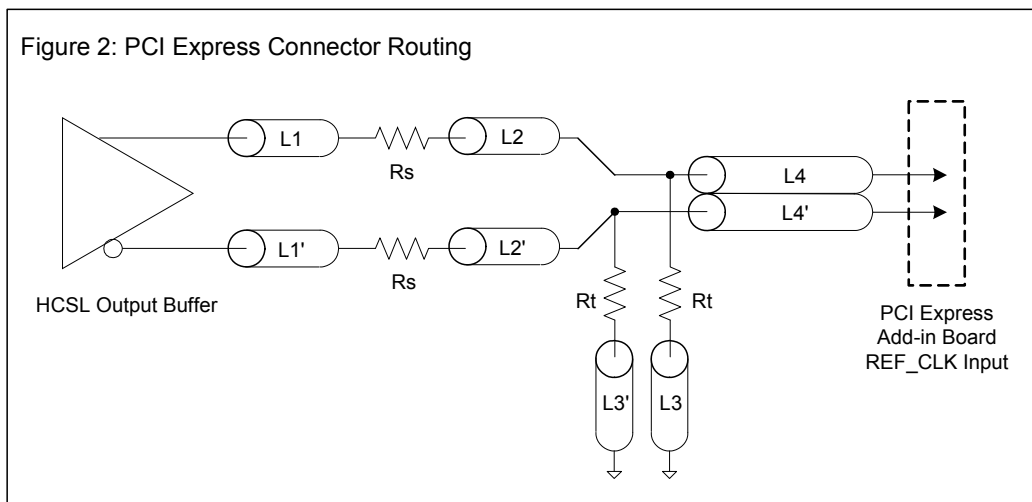 Figure 2: PCI Express Connector Routing
L1
Rs
L2
L4
L4'
L1'
Rs
L2'
HCSL Output Buffer
Rt
Rt
L3'
L3
PCI Express
Add-in Board
REF_CLK Input